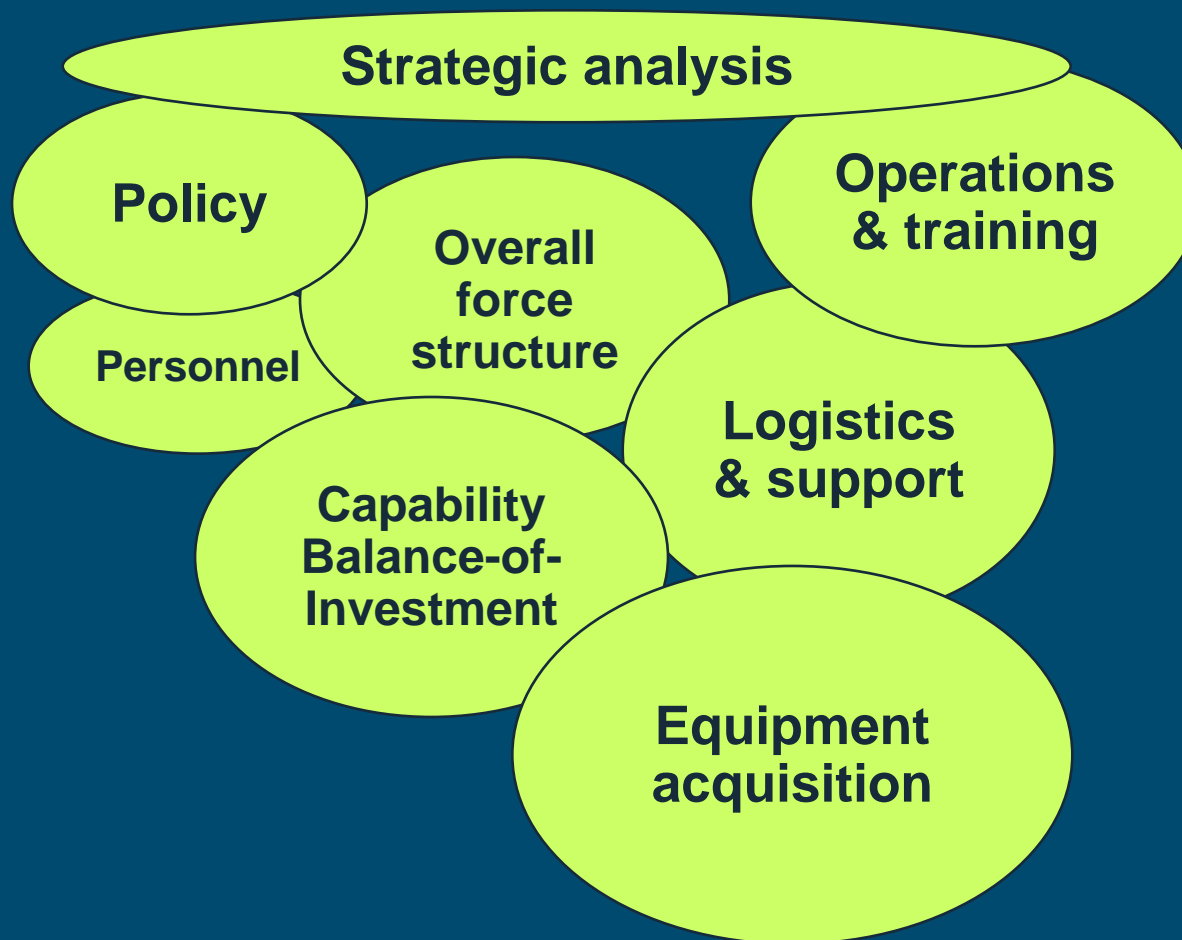 Strategic analysis
Policy
Operations
& training
Overall
force
structure
Personnel
Logistics
& support
Capability
Balance-of-
Investment
Equipment
acquisition